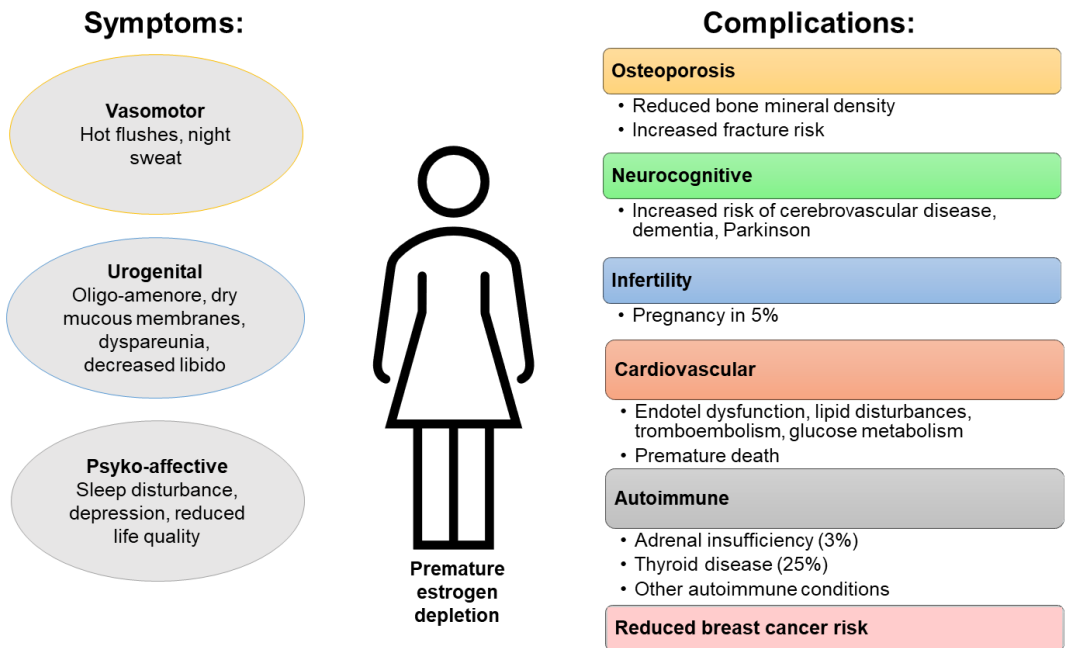 Symptoms:
Vasomotor
Hot flushes, night
sweat
Urogenital
Oligo-amenore, dry
mucous membranes,
dyspareunia,
decreased libido
Psyko-affective
Sleep disturbance,
depression, reduced
life quality
Premature
estrogen
depletion
Complications:
Osteoporosis
• Reduced bone mineral density
• Increased fracture risk
Neurocognitive
• Increased risk of cerebrovascular disease,
dementia, Parkinson
Infertility
• Pregnancy in 5%
Cardiovascular
• Endotel dysfunction, lipid disturbances,
tromboembolism, glucose metabolism
• Premature death
Autoimmune
• Adrenal insufficiency (3%)
• Thyroid disease (25%)
• Other autoimmune conditions
Reduced breast cancer risk